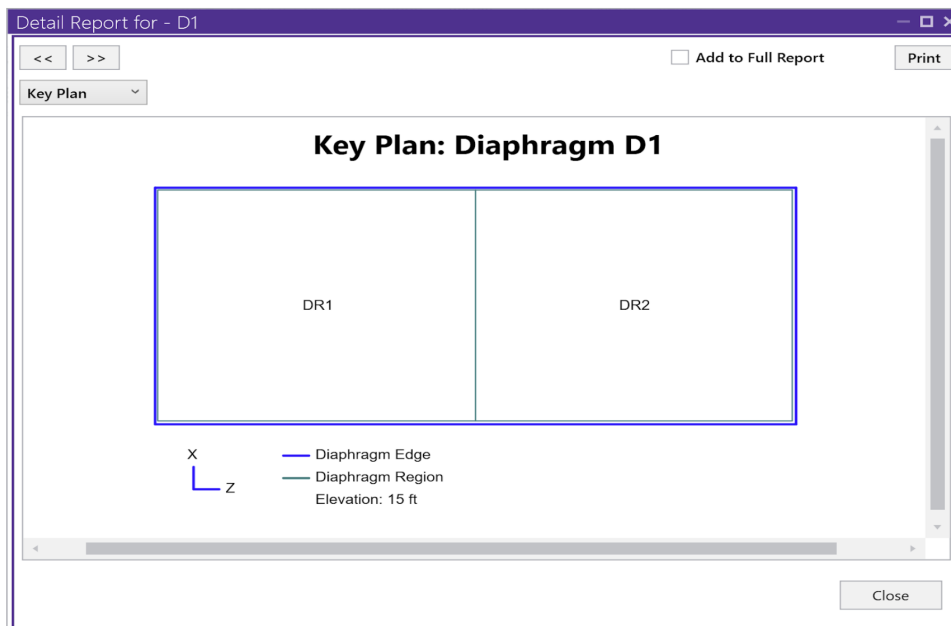 Detail Report for - D1
<< >> Add to Full Report Print
Key Plan
Key Plan: Diaphragm D1
DR1 DR2
X
Z
Diaphragm Edge
Diaphragm Region
Elevation: 15 ft
Close